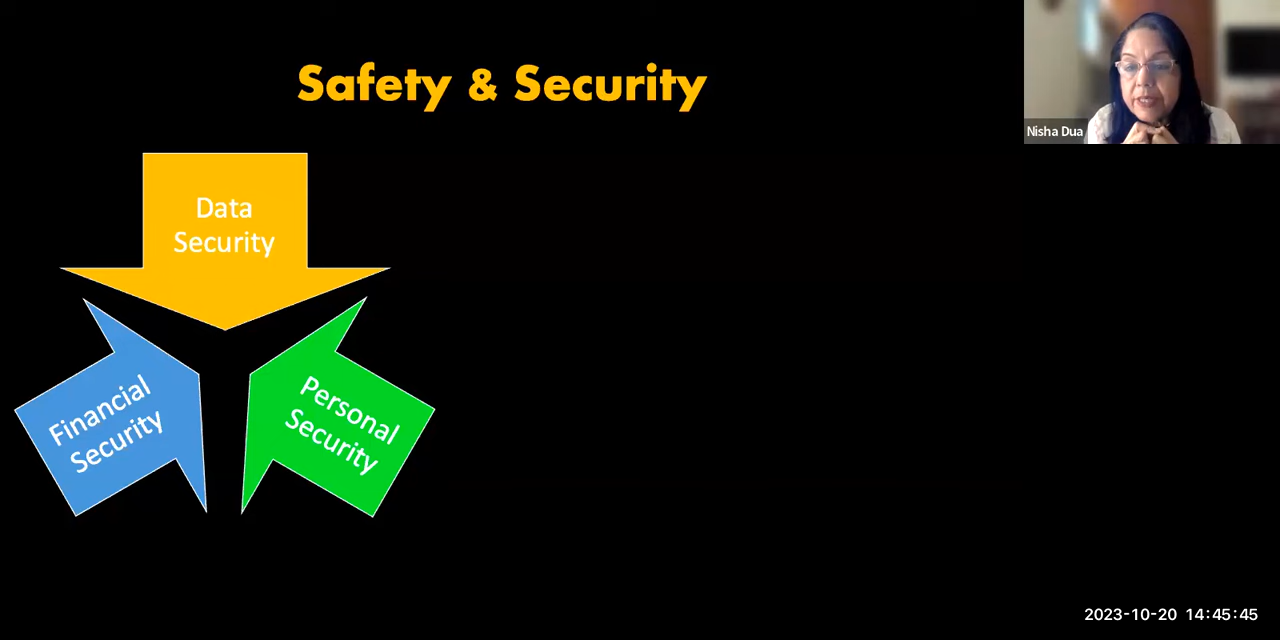 Safety & Security
Nisha Dua
Data
Security
Financial
Security
Personal
Security
2023-10-20 14:45:45